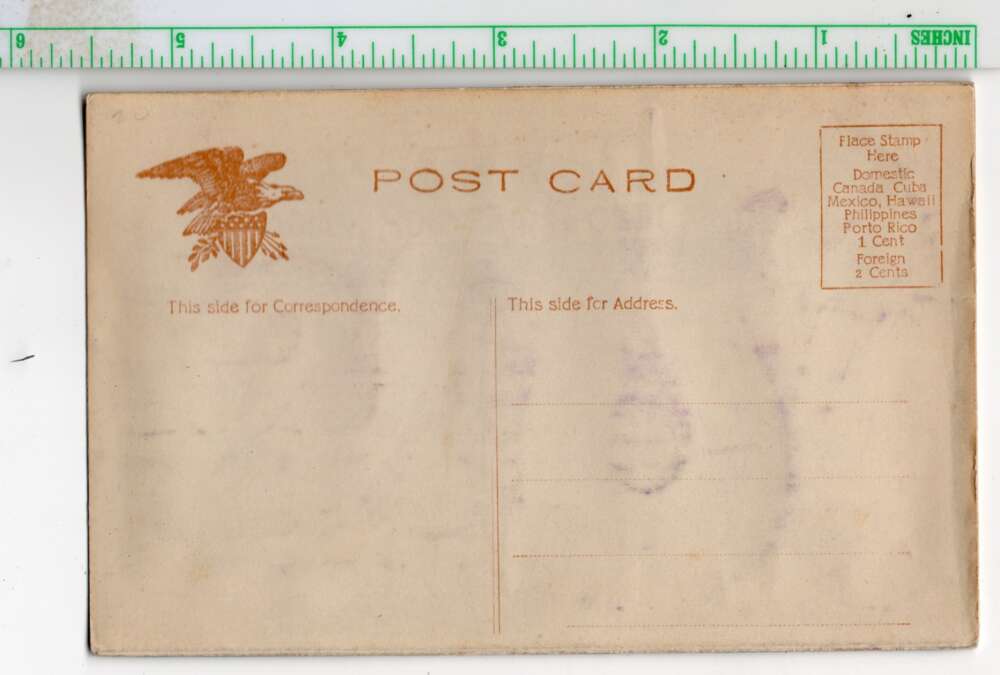 6 5 4 3 2 1 INCHES
20
POST CARD
Place Stamp
Here
Domestic
Canada Cuba
Mexico, Hawaii
Philippines
Porto Rico
1 Cent
Foreign
2 Cents
This side for Correspondence.
This side for Address.